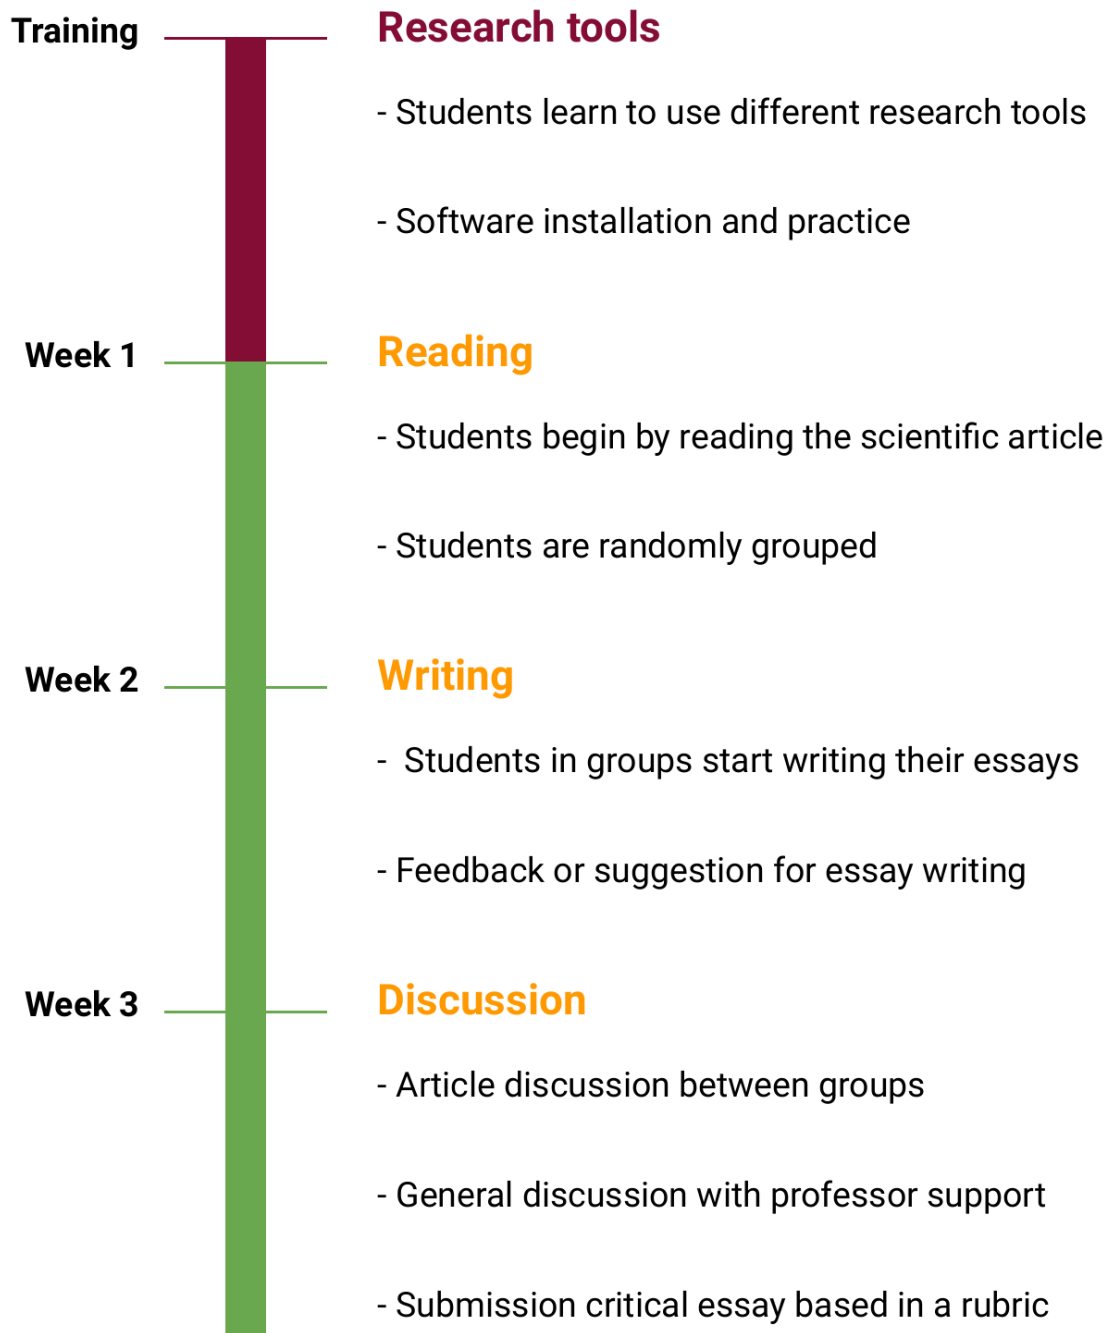 Training
Research tools
- Students learn to use different research tools
- Software installation and practice
Week 1
Reading
- Students begin by reading the scientific article
- Students are randomly grouped
Week 2
Writing
- Students in groups start writing their essays
- Feedback or suggestion for essay writing
Week 3
Discussion
- Article discussion between groups
- General discussion with professor support
- Submission critical essay based in a rubric